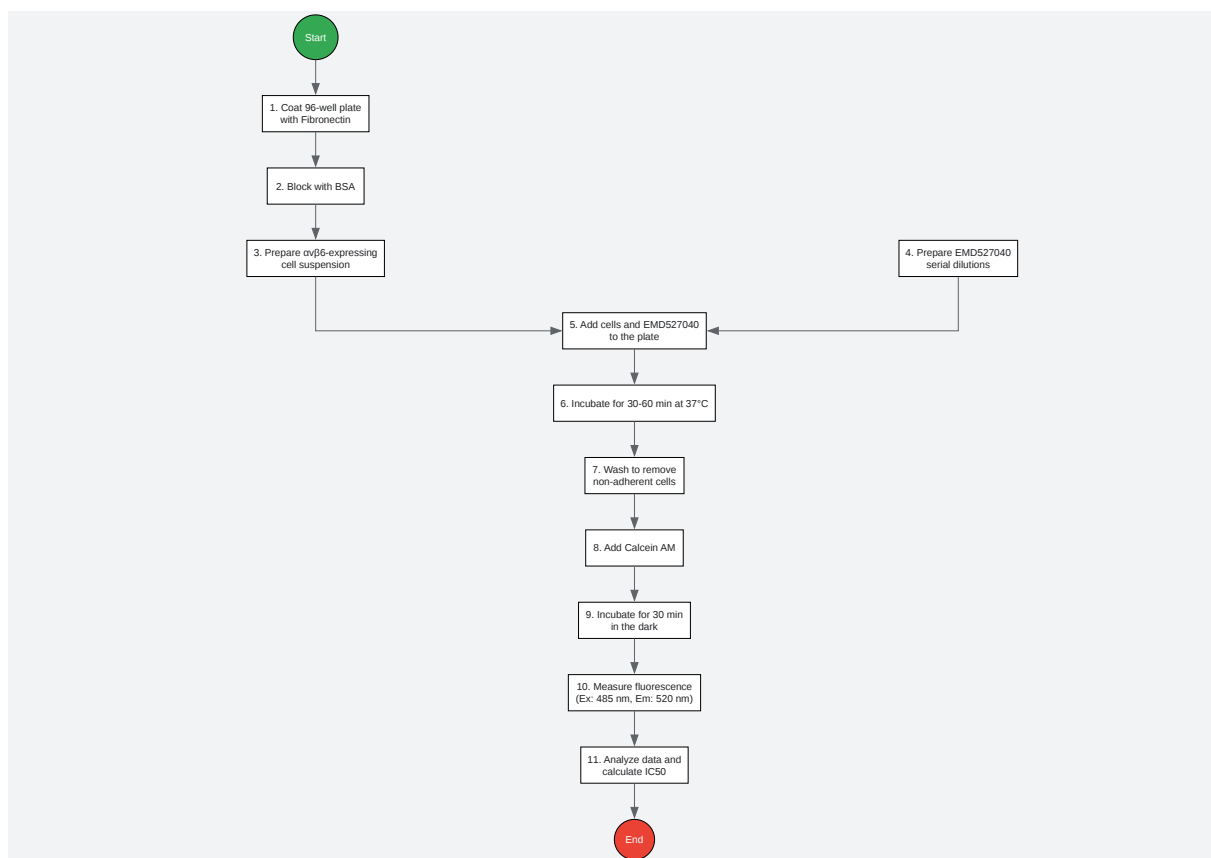 Start
1. Coat 96-well plate
with Fibronectin
2. Block with BSA
3. Prepare αvβ6-expressing
cell suspension
4. Prepare EMD527040
serial dilutions
5. Add cells and EMD527040
to the plate
6. Incubate for 30-60 min at 37°C
7. Wash to remove
non-adherent cells
8. Add Calcein AM
9. Incubate for 30 min
in the dark
10. Measure fluorescence
(Ex: 485 nm, Em: 520 nm)
11. Analyze data and
calculate IC50
End